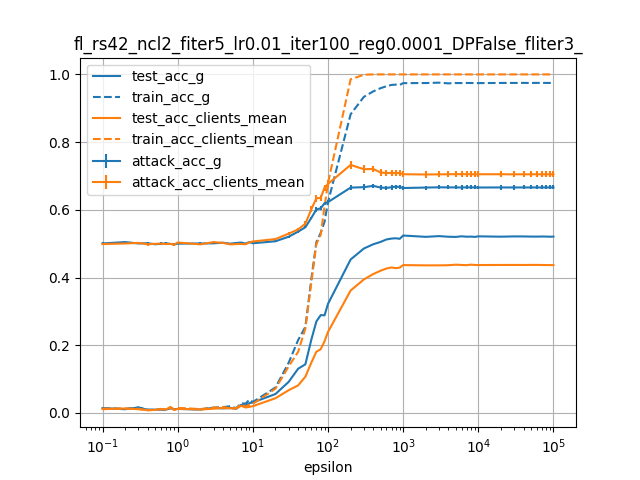 fl_rs42_ncl2_fiter5_lr0.01_iter100_reg0.0001_DPFalse_fliter3_
test_acc_g
train_acc_g
test_acc_clients_mean
train_acc_clients_mean
attack_acc_g
attack_acc_clients_mean
1.0
0.8
0.6
0.4
0.2
0.0
10⁻¹ 10⁰ 10¹ 10² 10³ 10⁴ 10⁵
epsilon